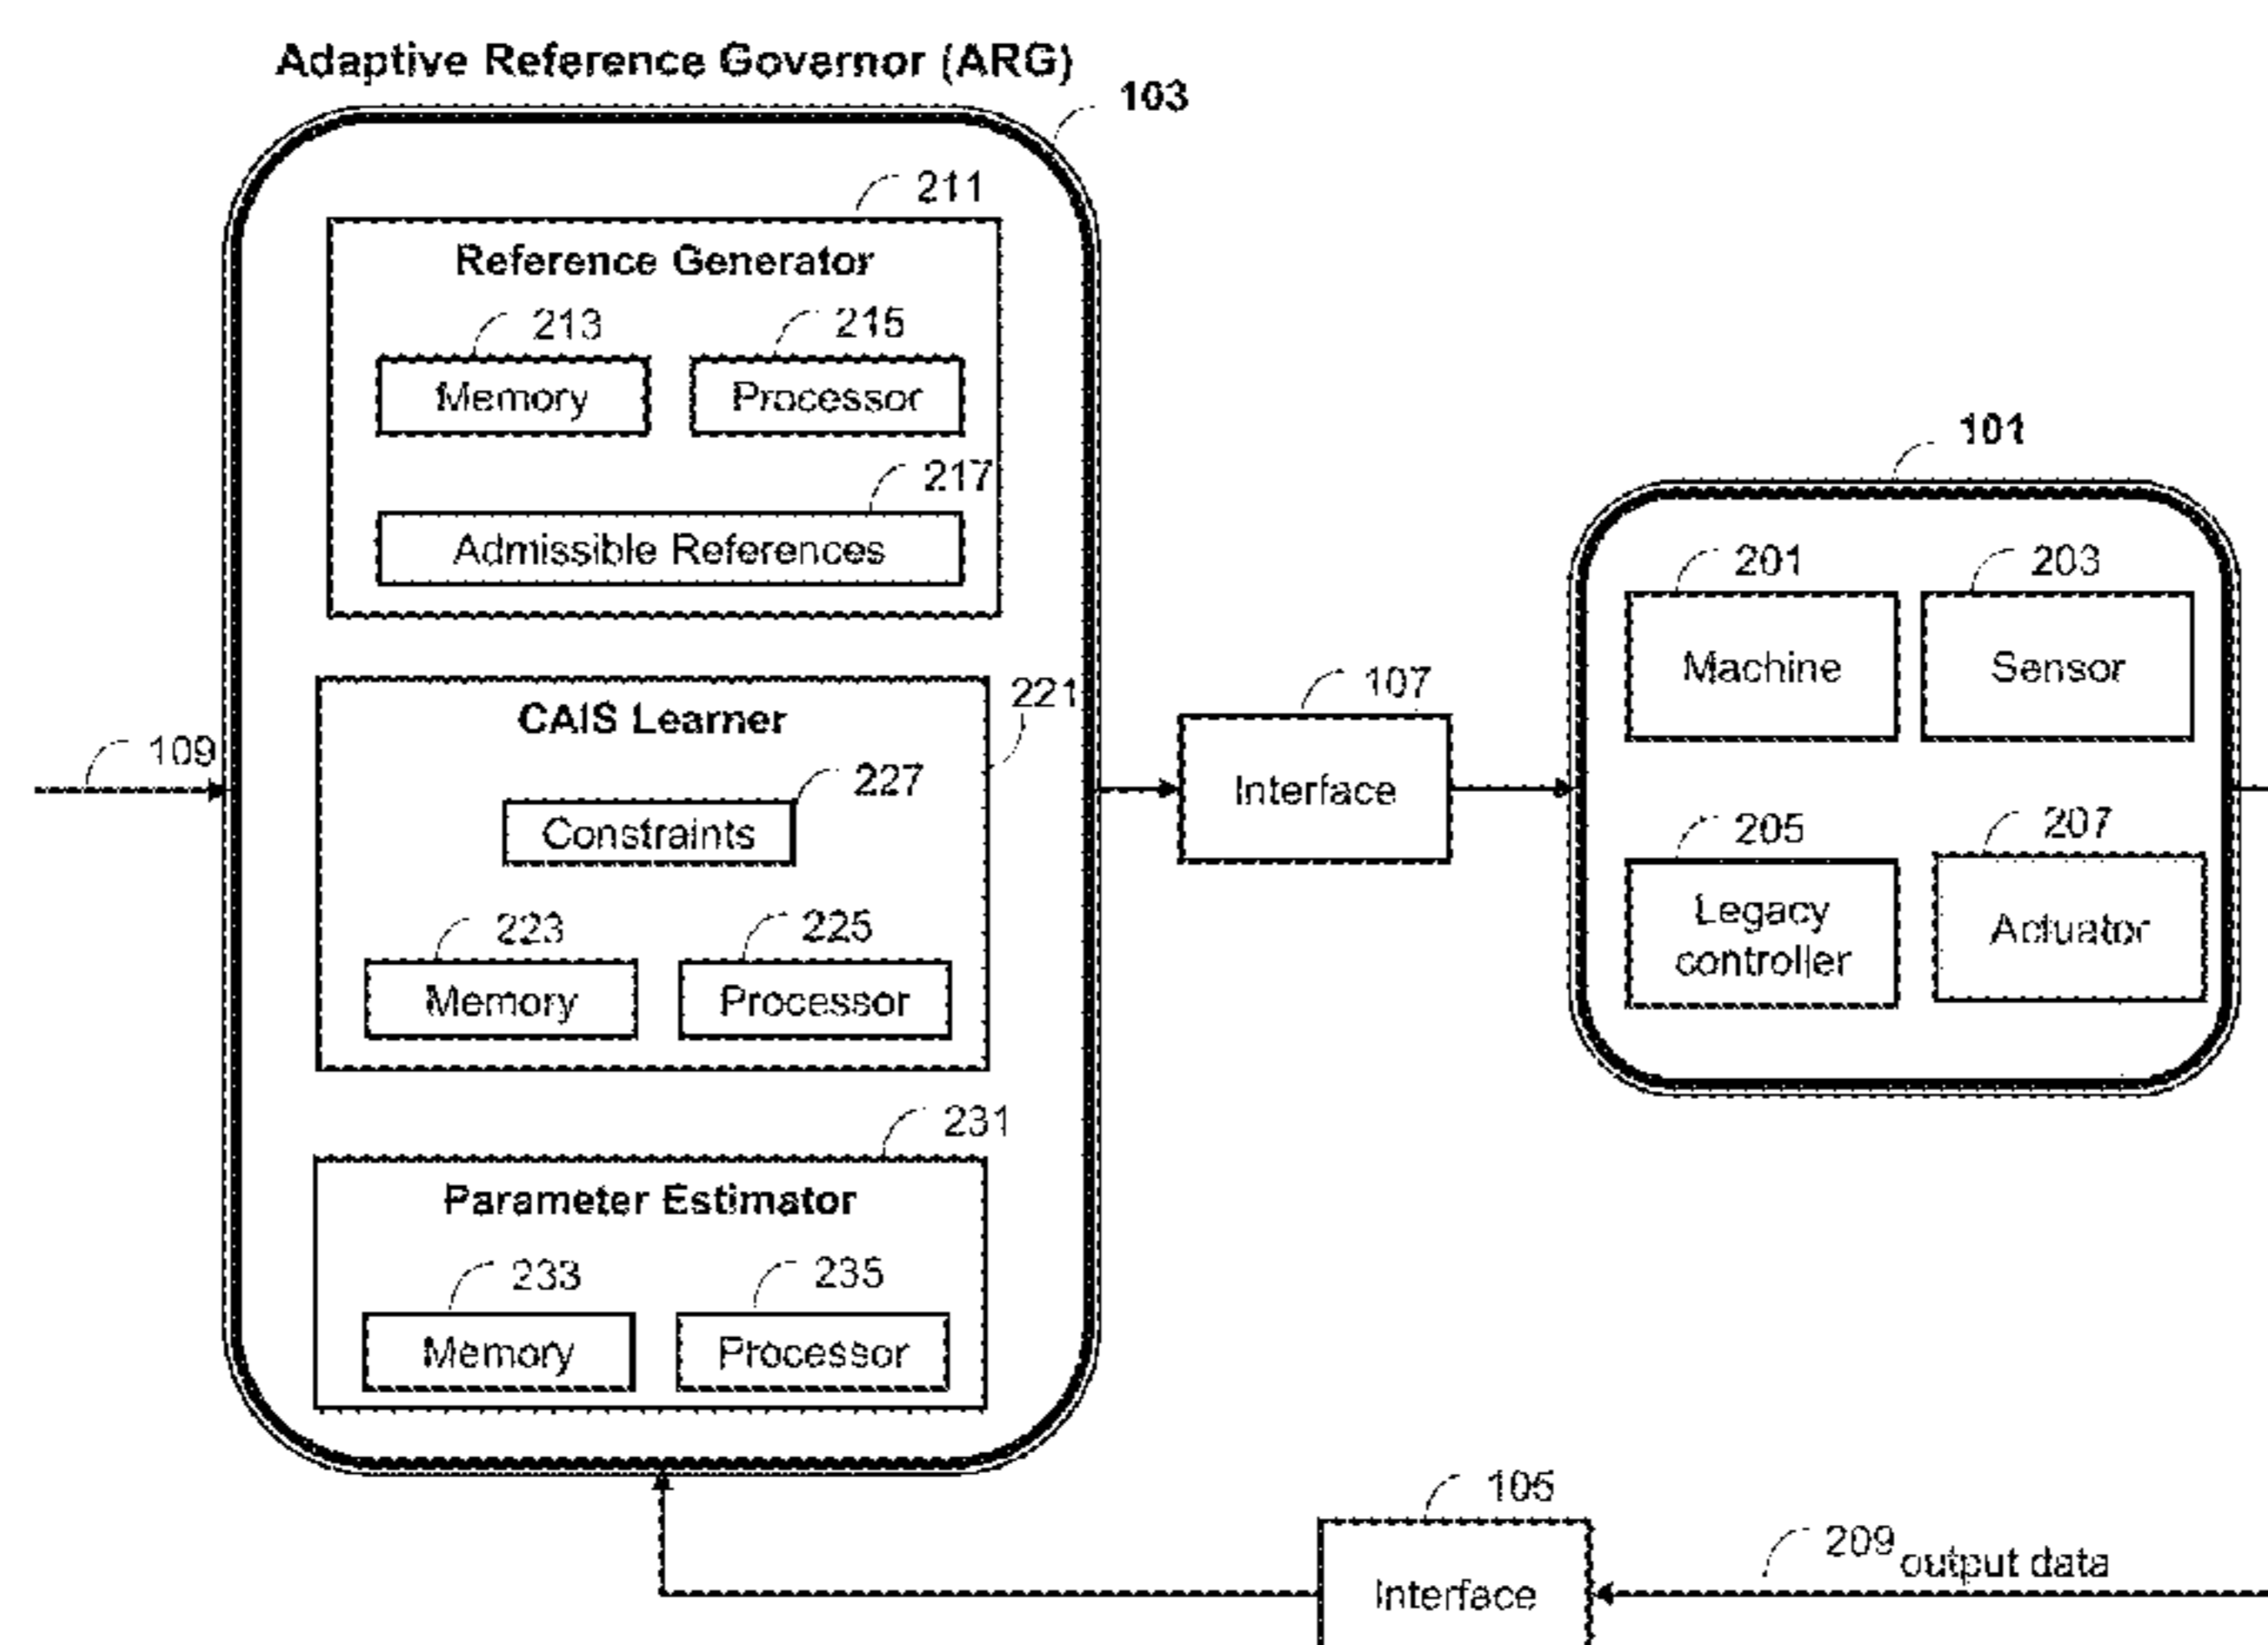 Adaptive Reference Governor (ARG)
103
211
Reference Generator
213
215
Memory
Processor
217
Admissible References
221
CAIS Learner
227
Constraints
223
225
Memory
Processor
231
Parameter Estimator
233
235
Memory
Processor
109
107
Interface
101
201
203
Machine
Sensor
205
207
Legacy
controller
Actuator
105
Interface
209
output data